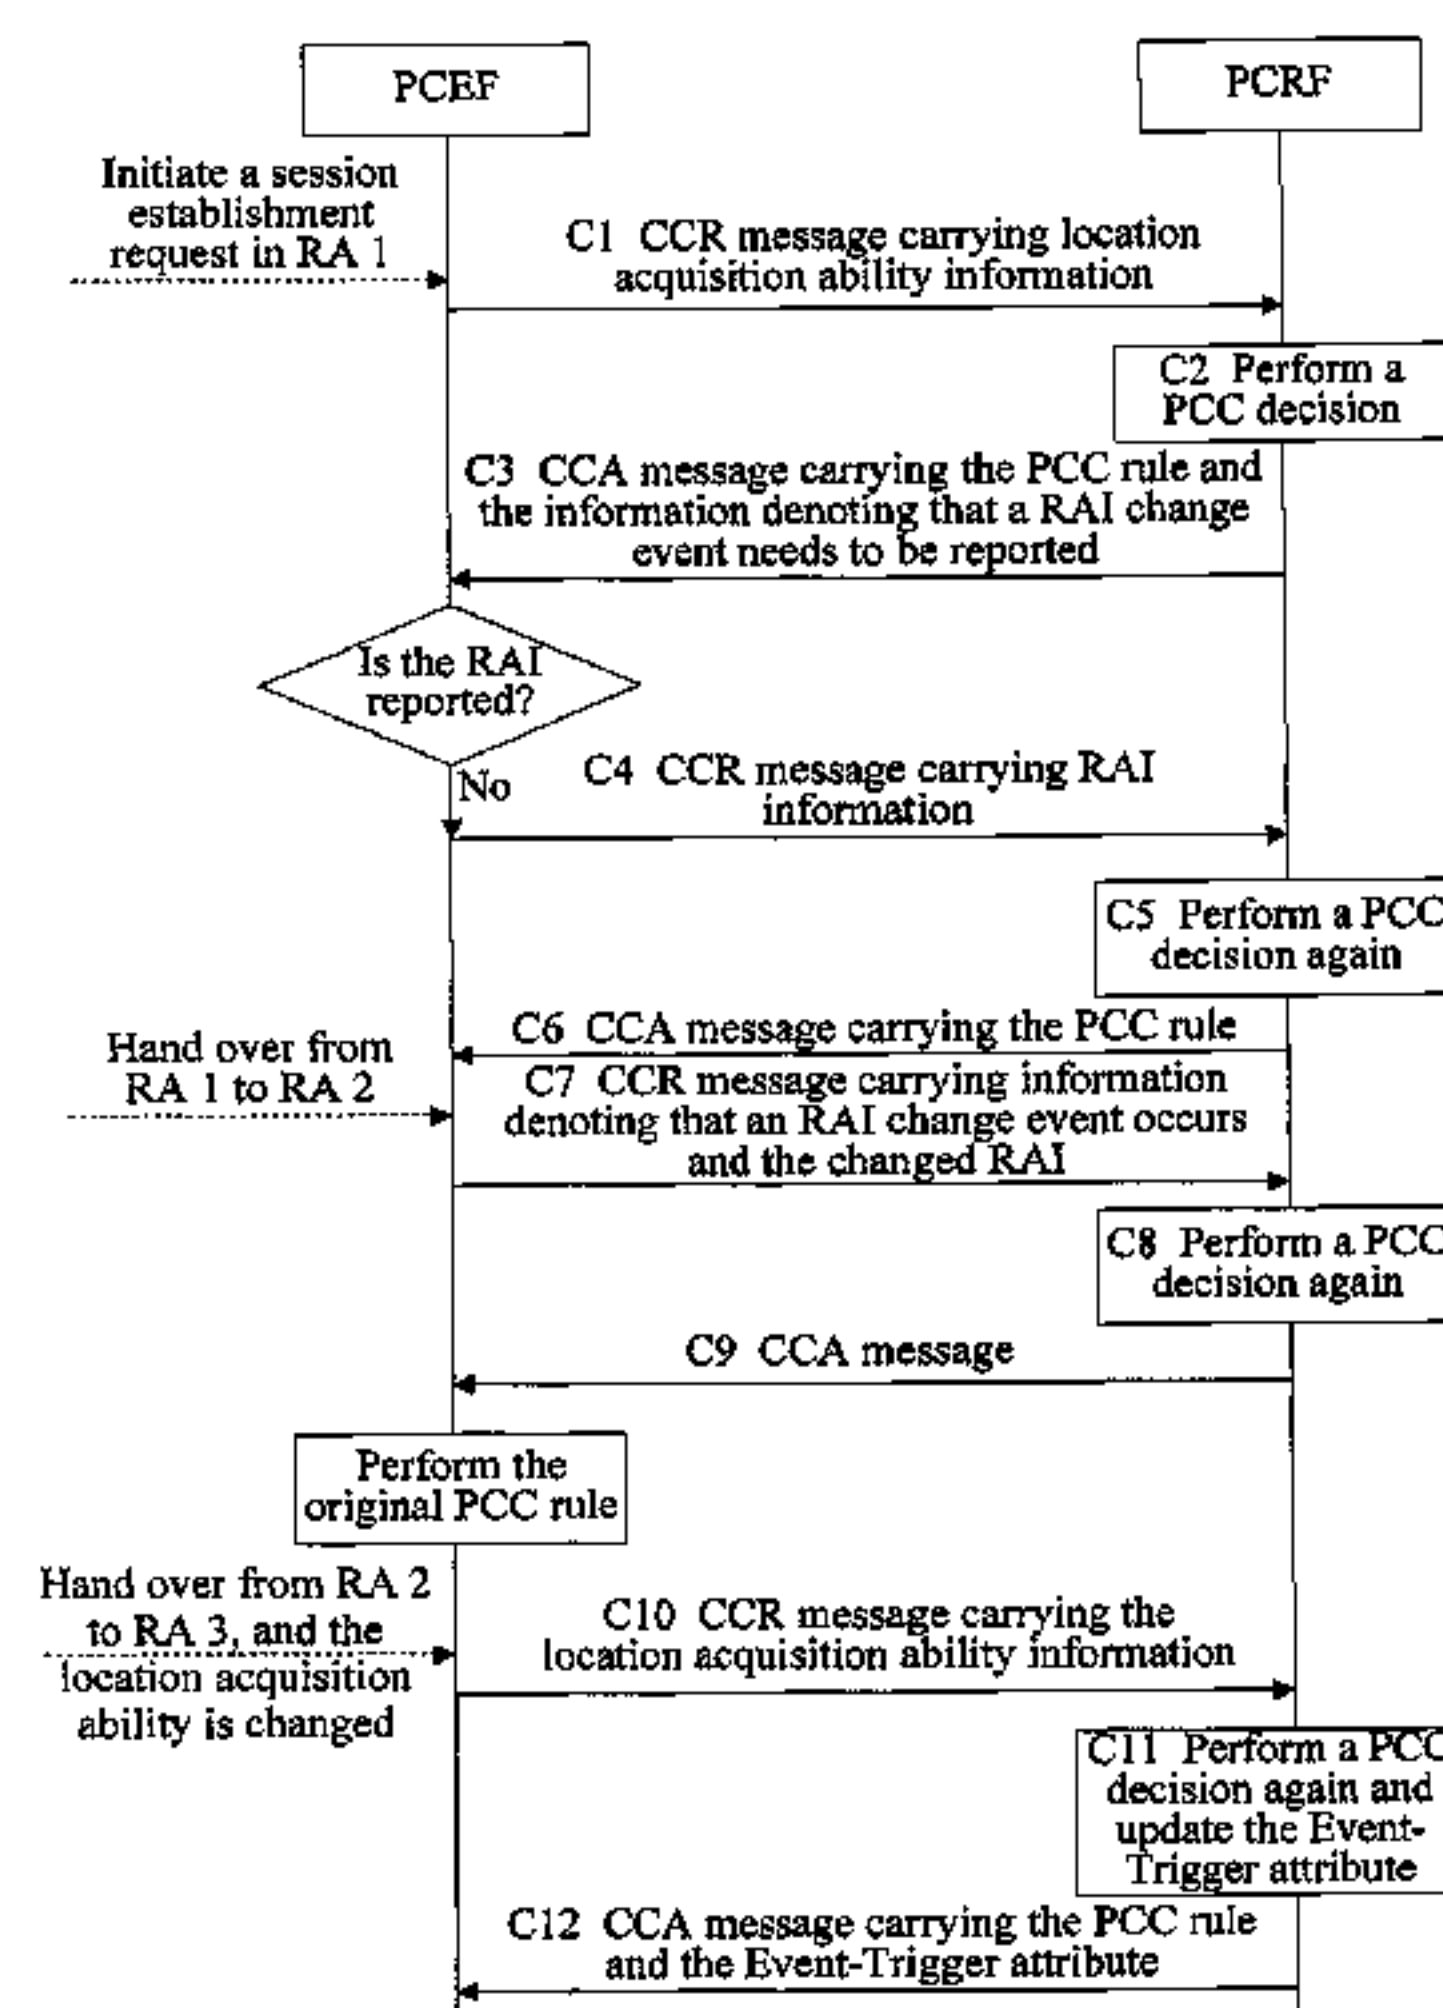 PCEF
PCRF
Initiate a session
establishment
request in RA 1
C1 CCR message carrying location
acquisition ability information
C2 Perform a
PCC decision
C3 CCA message carrying the PCC rule and
the information denoting that a RAI change
event needs to be reported
Is the RAI
reported?
No
C4 CCR message carrying RAI
information
C5 Perform a PCC
decision again
C6 CCA message carrying the PCC rule
Hand over from
RA 1 to RA 2
C7 CCR message carrying information
denoting that an RAI change event occurs
and the changed RAI
C8 Perform a PCC
decision again
C9 CCA message
Perform the
original PCC rule
Hand over from RA 2
to RA 3, and the
location acquisition
ability is changed
C10 CCR message carrying the
location acquisition ability information
C11 Perform a PCC
decision again and
update the Event-
Trigger attribute
C12 CCA message carrying the PCC rule
and the Event-Trigger attribute